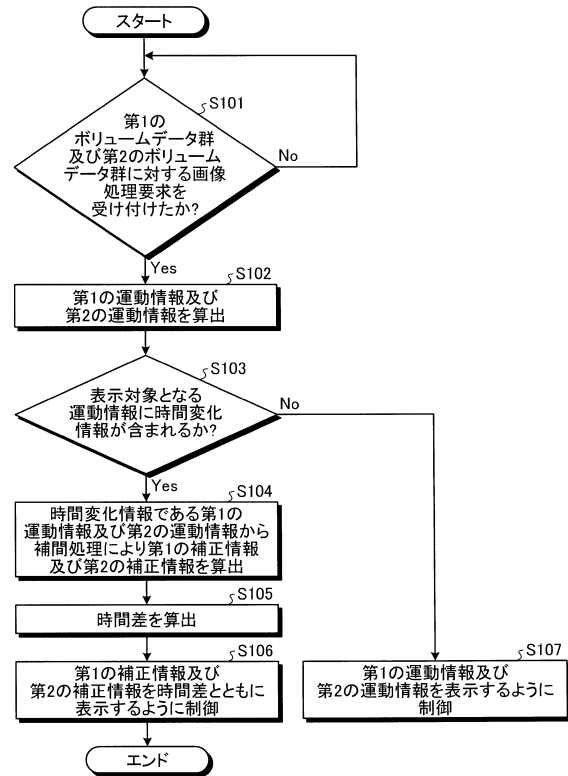 スタート
S101
第1の
ボリュームデータ群
及び第2のボリューム
データ群に対する画像
処理要求を
受け付けたか?
No
Yes
S102
第1の運動情報及び
第2の運動情報を算出
S103
表示対象となる
運動情報に時間変化
情報が含まれるか?
No
Yes
S104
時間変化情報である第1の
運動情報及び第2の運動情報から
補間処理により第1の補正情報
及び第2の補正情報を算出
S105
時間差を算出
S106
第1の補正情報及び
第2の補正情報を時間差とともに
表示するように制御
S107
第1の運動情報及び
第2の運動情報を表示するように
制御
エンド